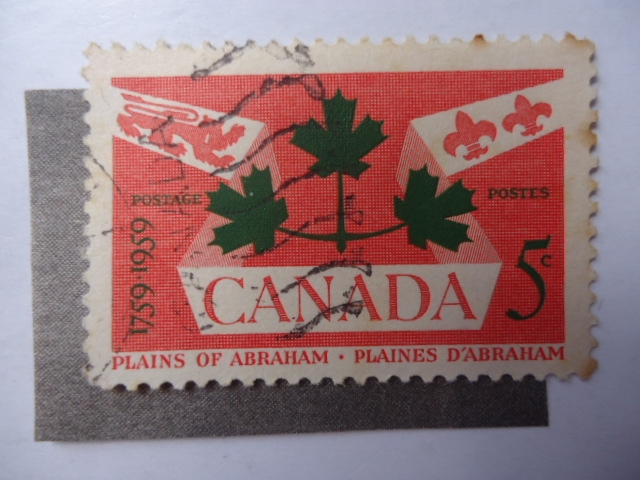 POSTAGE
POSTES
1759·1959
CANADA
5c
PLAINS OF ABRAHAM · PLAINES D'ABRAHAM